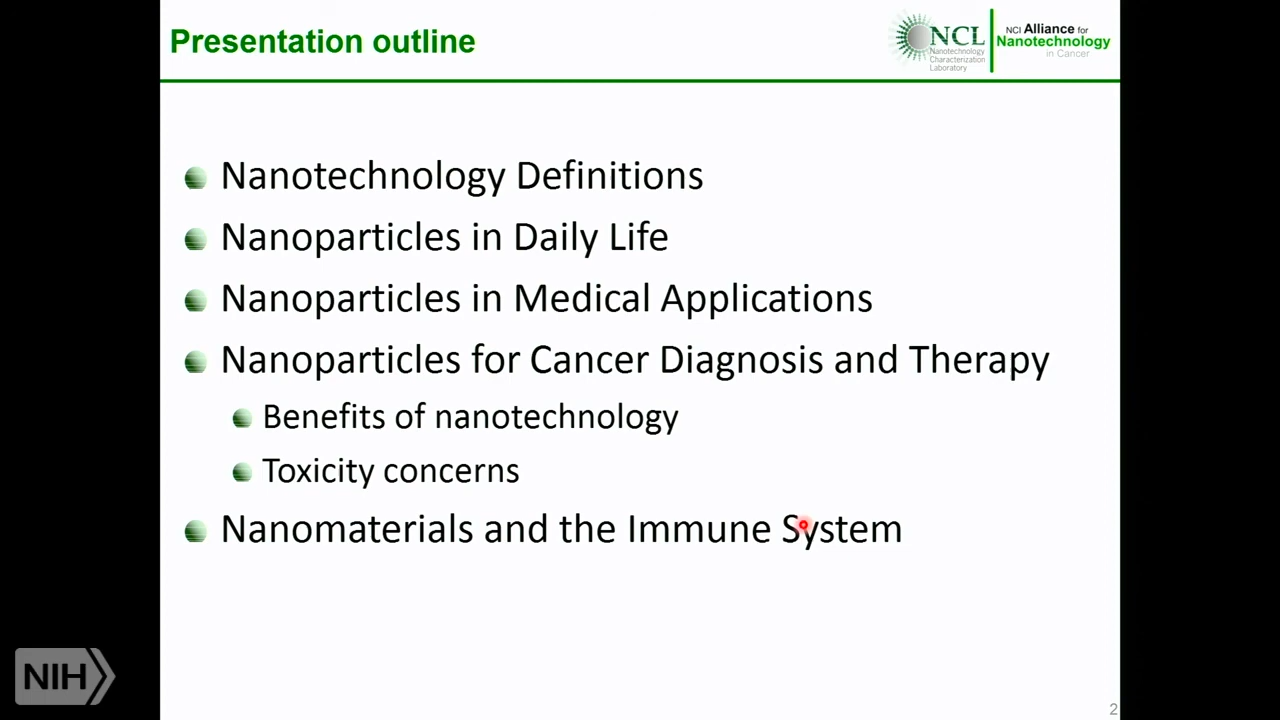 Presentation outline
NCL
Nanotechnology
Characterization
Laboratory
NCI Alliance for
Nanotechnology
in Cancer
Nanotechnology Definitions
Nanoparticles in Daily Life
Nanoparticles in Medical Applications
Nanoparticles for Cancer Diagnosis and Therapy
Benefits of nanotechnology
Toxicity concerns
Nanomaterials and the Immune System
NIH
2